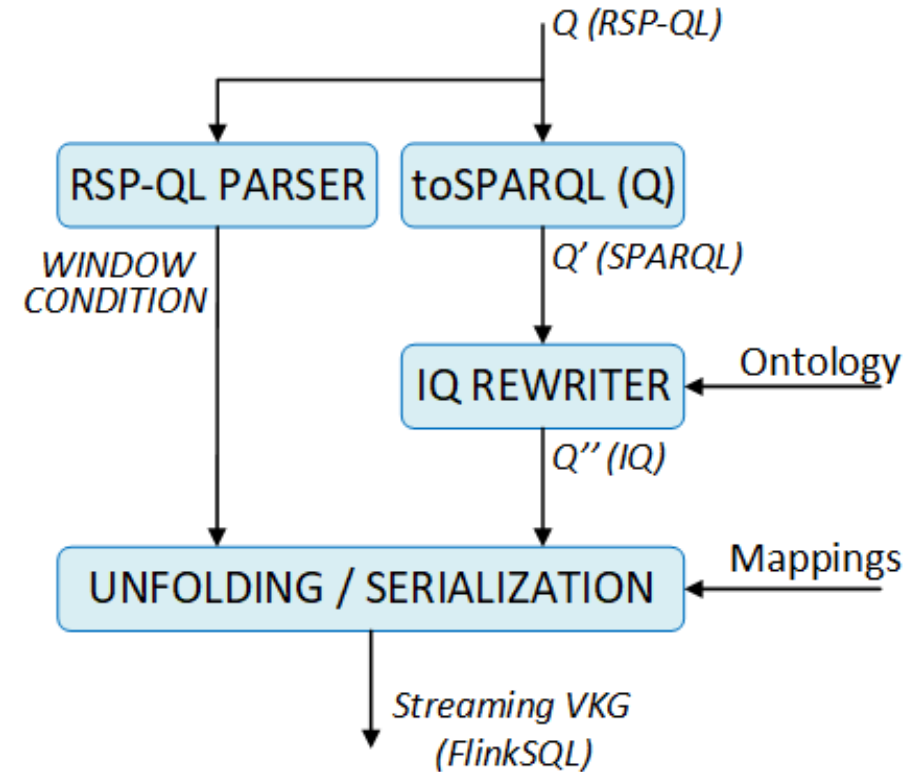 Q (RSP-QL)
RSP-QL PARSER
toSPARQL (Q)
WINDOW
CONDITION
Q’ (SPARQL)
IQ REWRITER
Ontology
Q’’ (IQ)
UNFOLDING / SERIALIZATION
Mappings
Streaming VKG
(FlinkSQL)